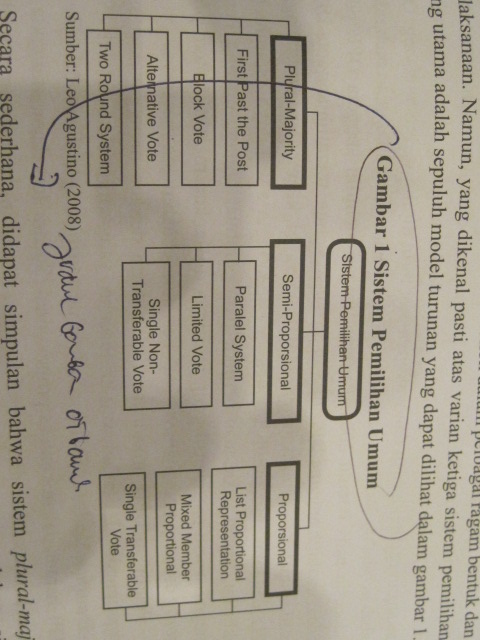 laksanaan. Namun, yang dikenal pasti atas varian ketiga sistem pemilihan
ng utama adalah sepuluh model turunan yang dapat dilihat dalam gambar 1.
Gambar 1 Sistem Pemilihan Umum
Sistem Pemilihan Umum
Plural-Majority
First Past the Post
Block Vote
Alternative Vote
Two Round System
Semi-Proporsional
Paralel System
Limited Vote
Single Non-
Transferable Vote
Proporsional
List Proportional
Representation
Mixed Member
Proportional
Single Transferable
Vote
Sumber: Leo Agustino (2008)
Secara sederhana, didapat simpulan bahwa sistem plural-maj